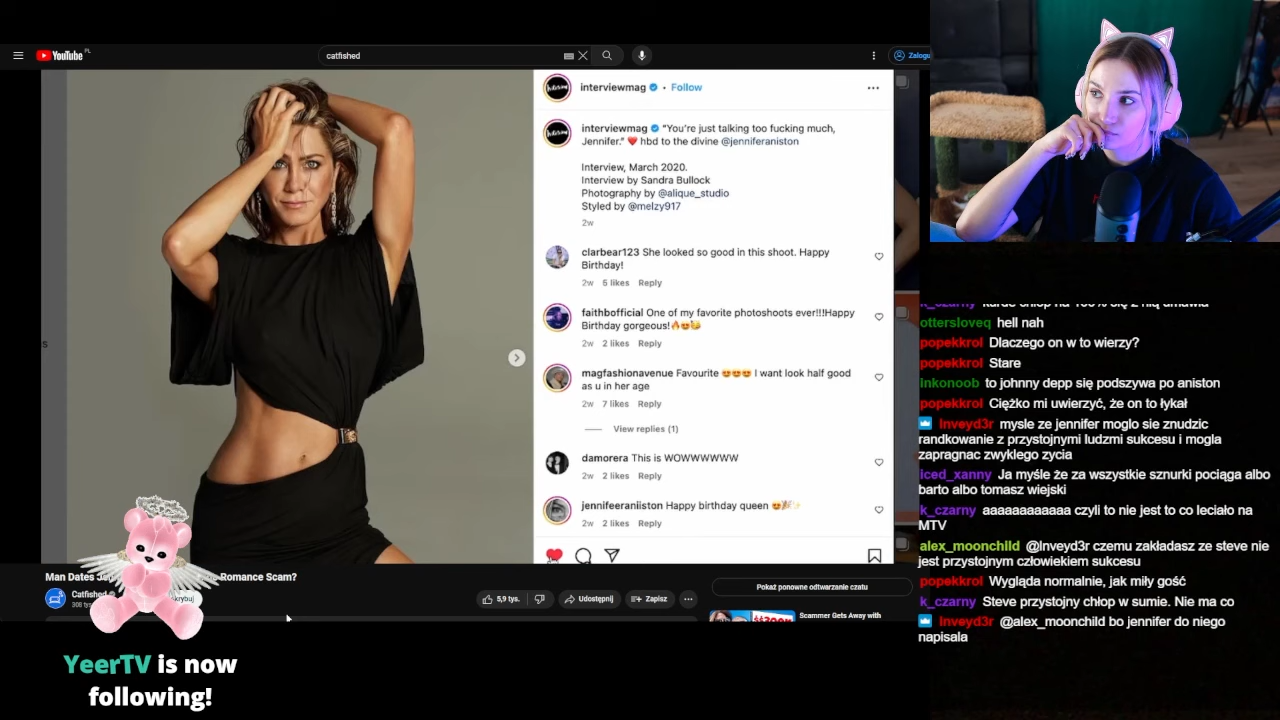 YouTube PL
catfished
Zalogu
interviewmag • Follow
interviewmag "You're just talking too fucking much,
Jennifer." ❤️ hbd to the divine @jenniferaniston
Interview, March 2020.
Interview by Sandra Bullock
Photography by @alique_studio
Styled by @melzy917
2w
clarbear123 She looked so good in this shoot. Happy
Birthday!
2w 5 likes Reply
faithbofficial One of my favorite photoshoots ever!!!Happy
Birthday gorgeous!🔥😍😘
2w 2 likes Reply
magfashionavenue Favourite 😍😍😍 I want look half good
as u in her age
2w 7 likes Reply
View replies (1)
damorera This is WOWWWWWW
2w 2 likes Reply
jennifeeraniiston Happy birthday queen 😍🎉✨
2w 2 likes Reply
s
Man Dates Romance Scam?
Catfished
krybuj
5,9 tys.
Udostępnij
Zapisz
Pokaż ponowne odtwarzanie czatu
Scammer Gets Away with
YeerTV is now
following!
ottersloveq hell nah
popekkrol Dlaczego on w to wierzy?
popekkrol Stare
inkonoob to johnny depp się podszywa po aniston
popekkrol Ciężko mi uwierzyć, że on to łykał
Inveyd3r mysle ze jennifer moglo sie znudzic
randkowanie z przystojnymi ludzmi sukcesu i mogla
zapragnac zwyklego zycia
iced_xanny Ja myśle że za wszystkie sznurki pociąga albo
barto albo tomasz wiejski
k_czarny aaaaaaaaaaaa czyli to nie jest to co leciało na
MTV
alex_moonchild @Inveyd3r czemu zakładasz ze steve nie
jest przystojnym człowiekiem sukcesu
popekkrol Wygląda normalnie, jak miły gość
k_czarny Steve przystojny chłop w sumie. Nie ma co
Inveyd3r @alex_moonchild bo jennifer do niego
napisala